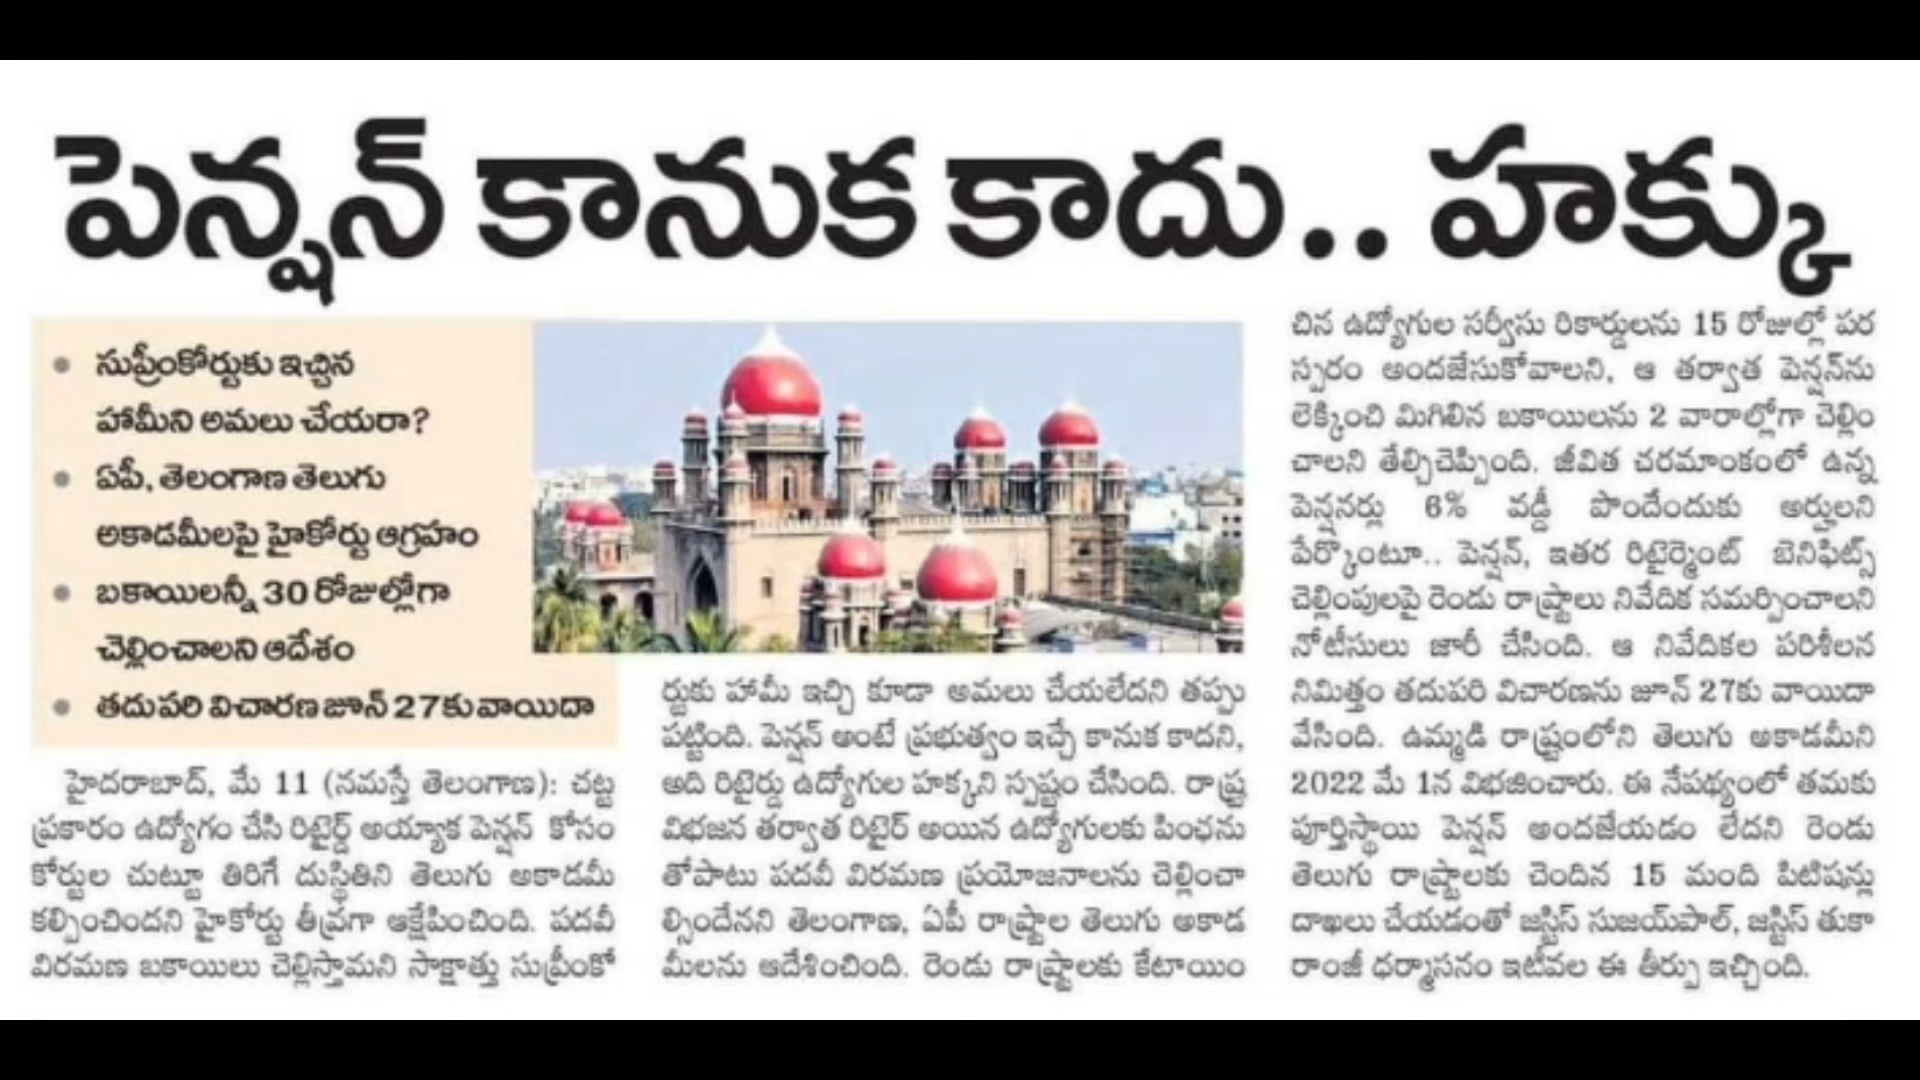 పెన్షన్ కానుక కాదు.. హక్కు
• సుప్రీంకోర్టుకు ఇచ్చిన
హామీని అమలు చేయరా?
• ఏపీ, తెలంగాణ తెలుగు
అకాడమీలపై హైకోర్టు ఆగ్రహం
• బకాయిలన్నీ 30 రోజుల్లోగా
చెల్లించాలని ఆదేశం
• తదుపరి విచారణ జూన్ 27కు వాయిదా
హైదరాబాద్, మే 11 (నమస్తే తెలంగాణ): చట్ట
ప్రకారం ఉద్యోగం చేసి రిటైర్డ్ అయ్యాక పెన్షన్ కోసం
కోర్టుల చుట్టూ తిరిగే దుస్థితిని తెలుగు అకాడమీ
కల్పించిందని హైకోర్టు తీవ్రంగా ఆక్షేపించింది. పదవీ
విరమణ బకాయిలు చెల్లిస్తామని సాక్షాత్తు సుప్రీంకో
ర్టుకు హామీ ఇచ్చి కూడా అమలు చేయలేదని తప్పు
పట్టింది. పెన్షన్ అంటే ప్రభుత్వం ఇచ్చే కానుక కాదని,
అది రిటైర్డు ఉద్యోగుల హక్కని స్పష్టం చేసింది. రాష్ట్ర
విభజన తర్వాత రిటైర్ అయిన ఉద్యోగులకు పింఛను
తోపాటు పదవీ విరమణ ప్రయోజనాలను చెల్లించా
ల్సిందేనని తెలంగాణ, ఏపీ రాష్ట్రాల తెలుగు అకాడ
మీలను ఆదేశించింది. రెండు రాష్ట్రాలకు కేటాయిం
చిన ఉద్యోగుల సర్వీసు రికార్డులను 15 రోజుల్లో పర
స్పరం అందజేసుకోవాలని, ఆ తర్వాత పెన్షన్‌ను
లెక్కించి మిగిలిన బకాయిలను 2 వారాల్లోగా చెల్లిం
చాలని తేల్చిచెప్పింది. జీవిత చరమాంకంలో ఉన్న
పెన్షనర్లు 6% వడ్డీ పొందేందుకు అర్హులని
పేర్కొంటూ.. పెన్షన్, ఇతర రిటైర్మెంట్ బెనిఫిట్స్
చెల్లింపులపై రెండు రాష్ట్రాలు నివేదిక సమర్పించాలని
నోటీసులు జారీ చేసింది. ఆ నివేదికల పరిశీలన
నిమిత్తం తదుపరి విచారణను జూన్ 27కు వాయిదా
వేసింది. ఉమ్మడి రాష్ట్రంలోని తెలుగు అకాడమీని
2022 మే 1న విభజించారు. ఈ నేపథ్యంలో తమకు
పూర్తిస్థాయి పెన్షన్ అందజేయడం లేదని రెండు
తెలుగు రాష్ట్రాలకు చెందిన 15 మంది పిటిషన్లు
దాఖలు చేయడంతో జస్టిస్ సుజయ్‌పాల్, జస్టిస్ తుకా
రాంజీ ధర్మాసనం ఇటీవల ఈ తీర్పు ఇచ్చింది.